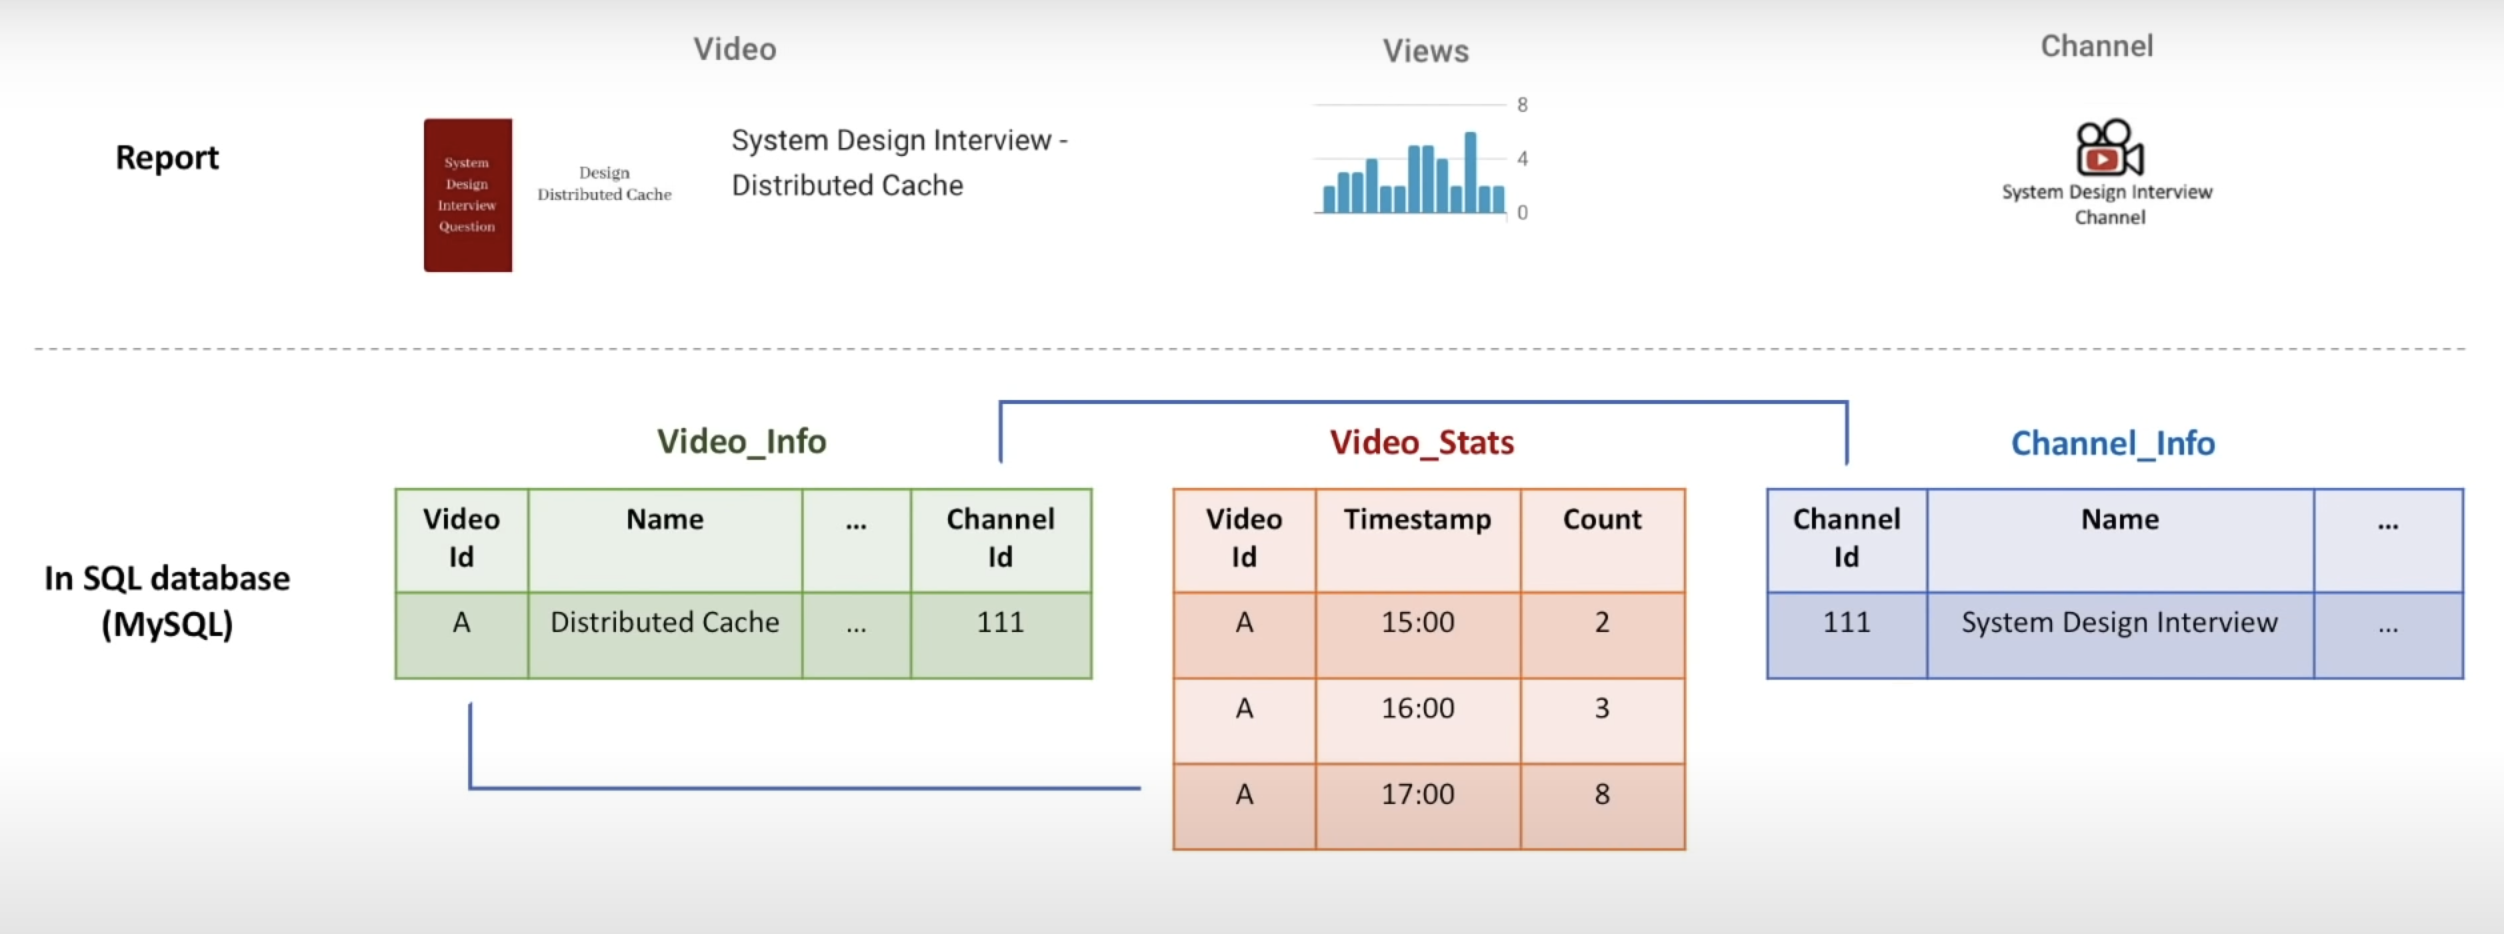 Video
Views
Channel
Report
System
Design
Interview
Question
Design
Distributed Cache
System Design Interview -
Distributed Cache
8
4
0
System Design Interview
Channel
Video_Info
Video_Stats
Channel_Info
In SQL database
(MySQL)
Video
Id
Name
...
Channel
Id
A
Distributed Cache
...
111
Video
Id
Timestamp
Count
A
15:00
2
A
16:00
3
A
17:00
8
Channel
Id
Name
...
111
System Design Interview
...